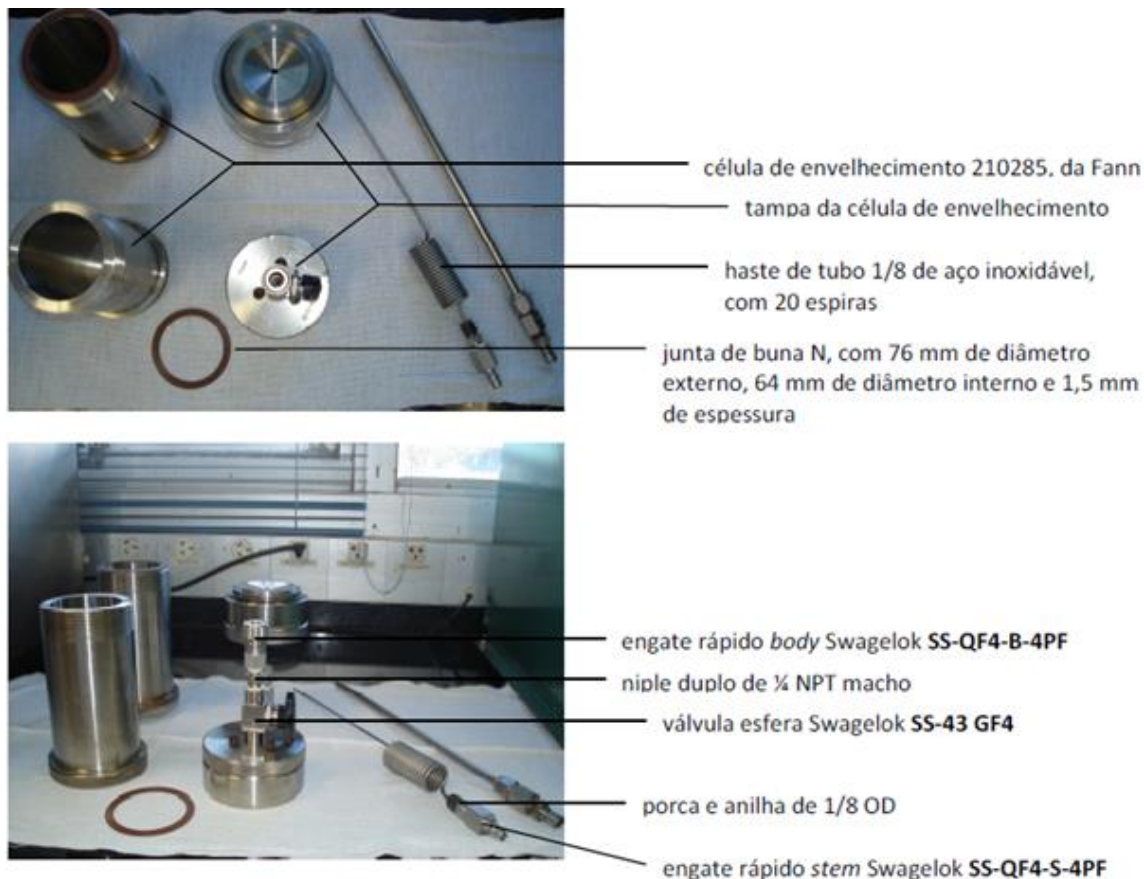 célula de envelhecimento 210285, da Fann
tampa da célula de envelhecimento
haste de tubo 1/8 de aço inoxidável,
com 20 espiras
junta de buna N, com 76 mm de diâmetro
externo, 64 mm de diâmetro interno e 1,5 mm
de espessura
engate rápido body Swagelok SS-QF4-B-4PF
niple duplo de ¼ NPT macho
válvula esfera Swagelok SS-43 GF4
porca e anilha de 1/8 OD
engate rápido stem Swagelok SS-QF4-S-4PF